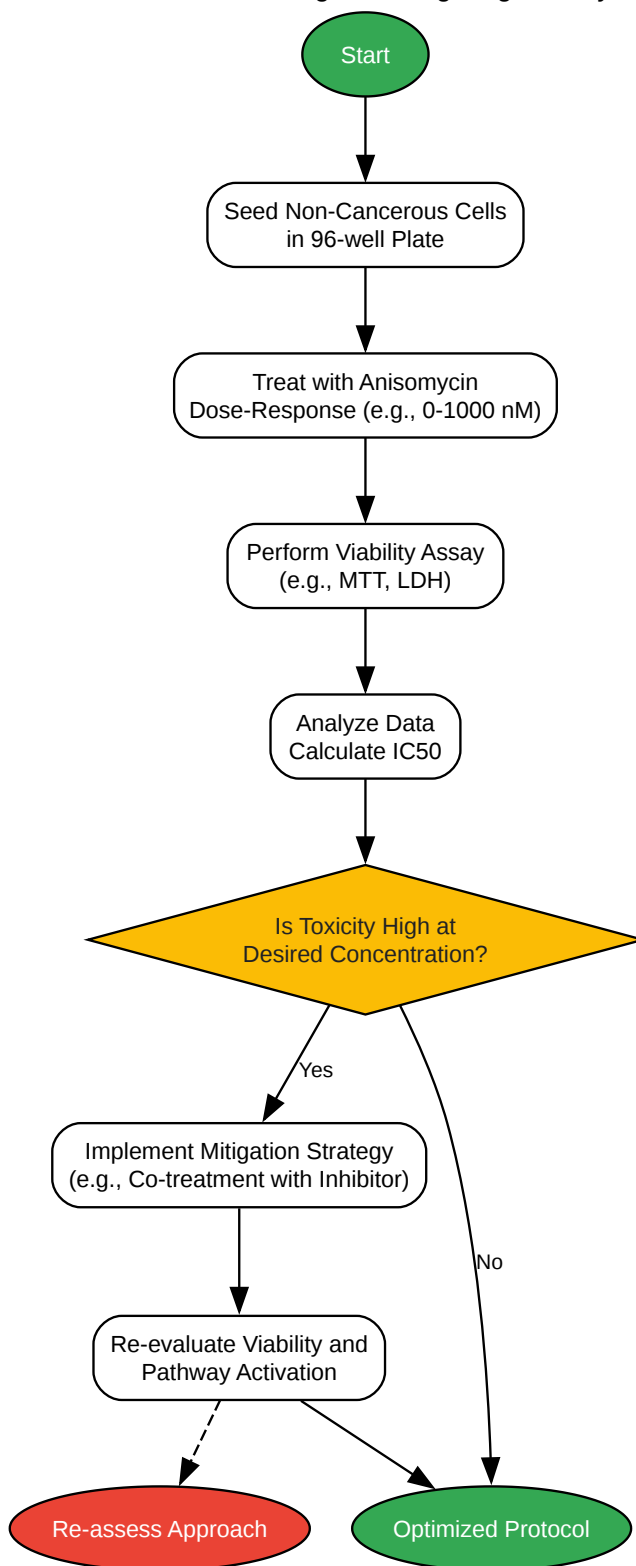 Start
Seed Non-Cancerous Cells
in 96-well Plate
Treat with Anisomycin
Dose-Response (e.g., 0-1000 nM)
Perform Viability Assay
(e.g., MTT, LDH)
Analyze Data
Calculate IC50
Is Toxicity High at
Desired Concentration?
Yes
Implement Mitigation Strategy
(e.g., Co-treatment with Inhibitor)
No
Re-evaluate Viability and
Pathway Activation
Re-assess Approach
Optimized Protocol